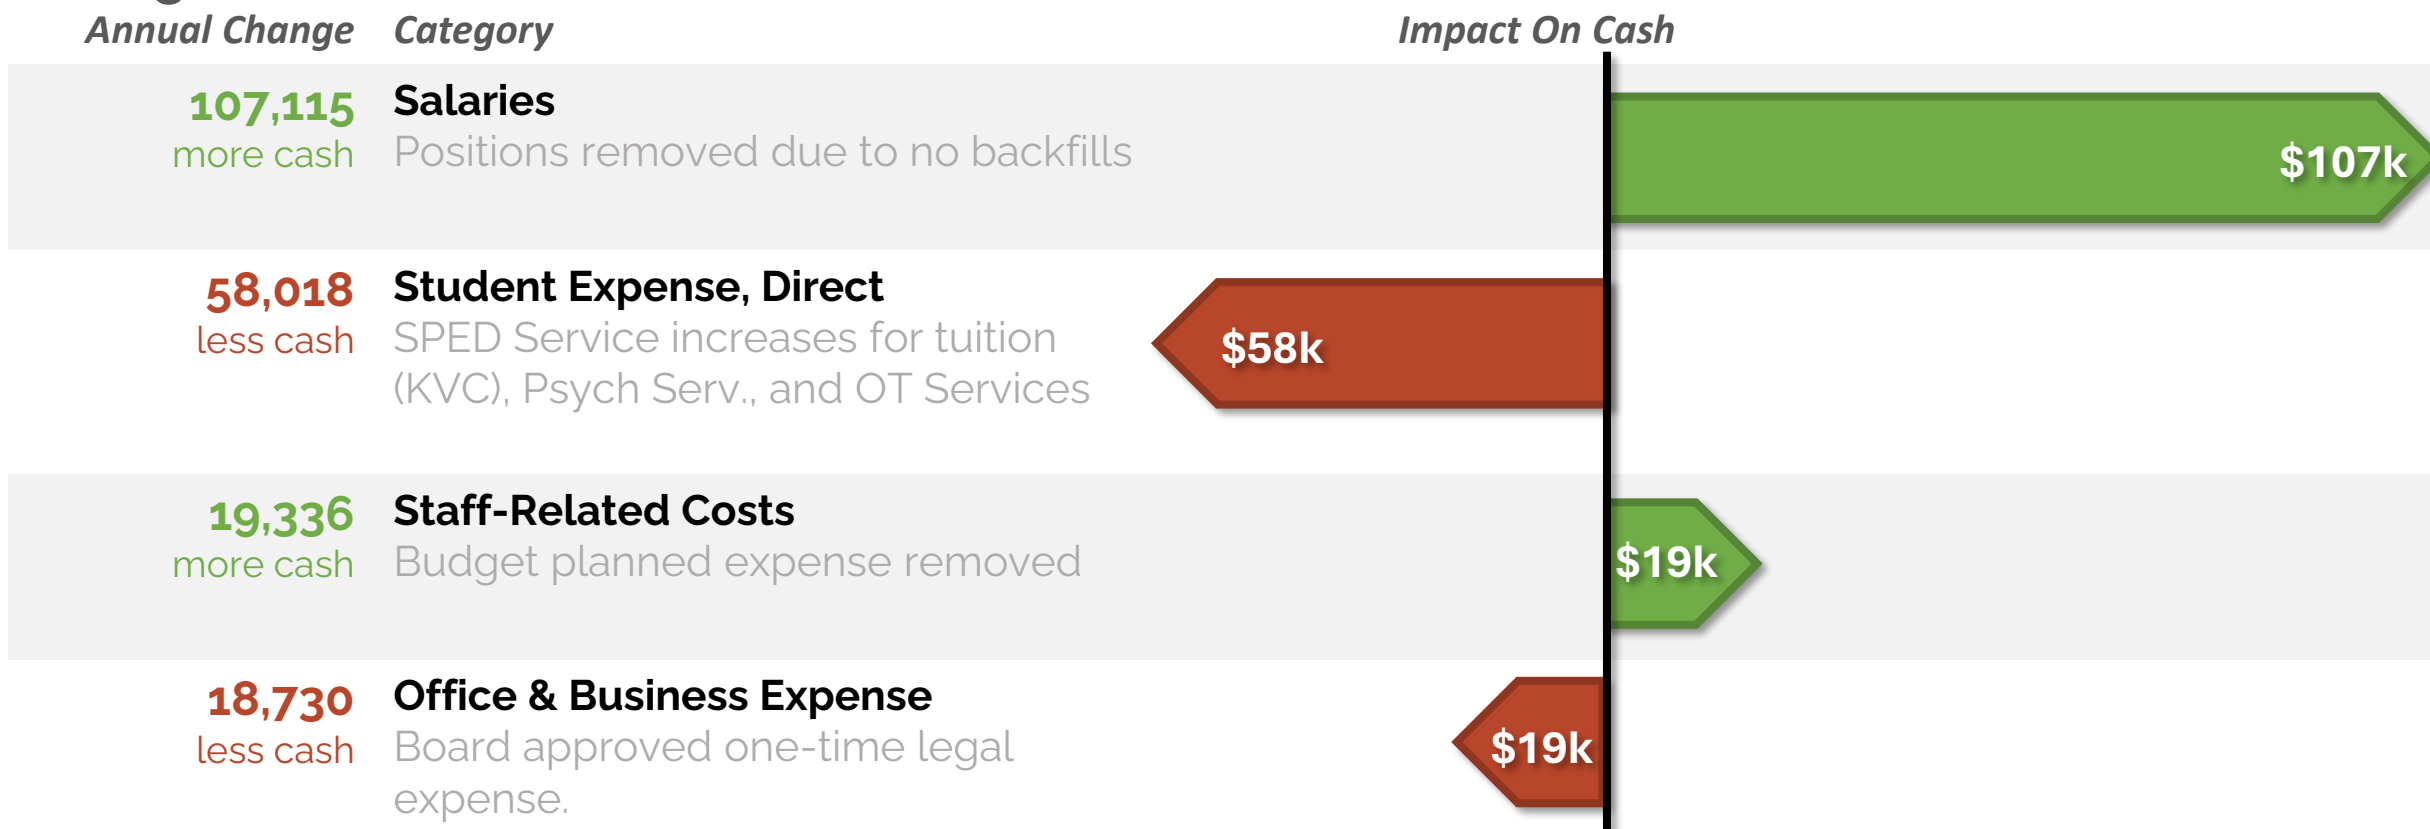 Annual Change Category Impact On Cash
107,115 Salaries
more cash Positions removed due to no backfills
$107k
58,018 Student Expense, Direct
less cash SPED Service increases for tuition
(KVC), Psych Serv., and OT Services
$58k
19,336 Staff-Related Costs
more cash Budget planned expense removed
$19k
18,730 Office & Business Expense
less cash Board approved one-time legal
expense.
$19k